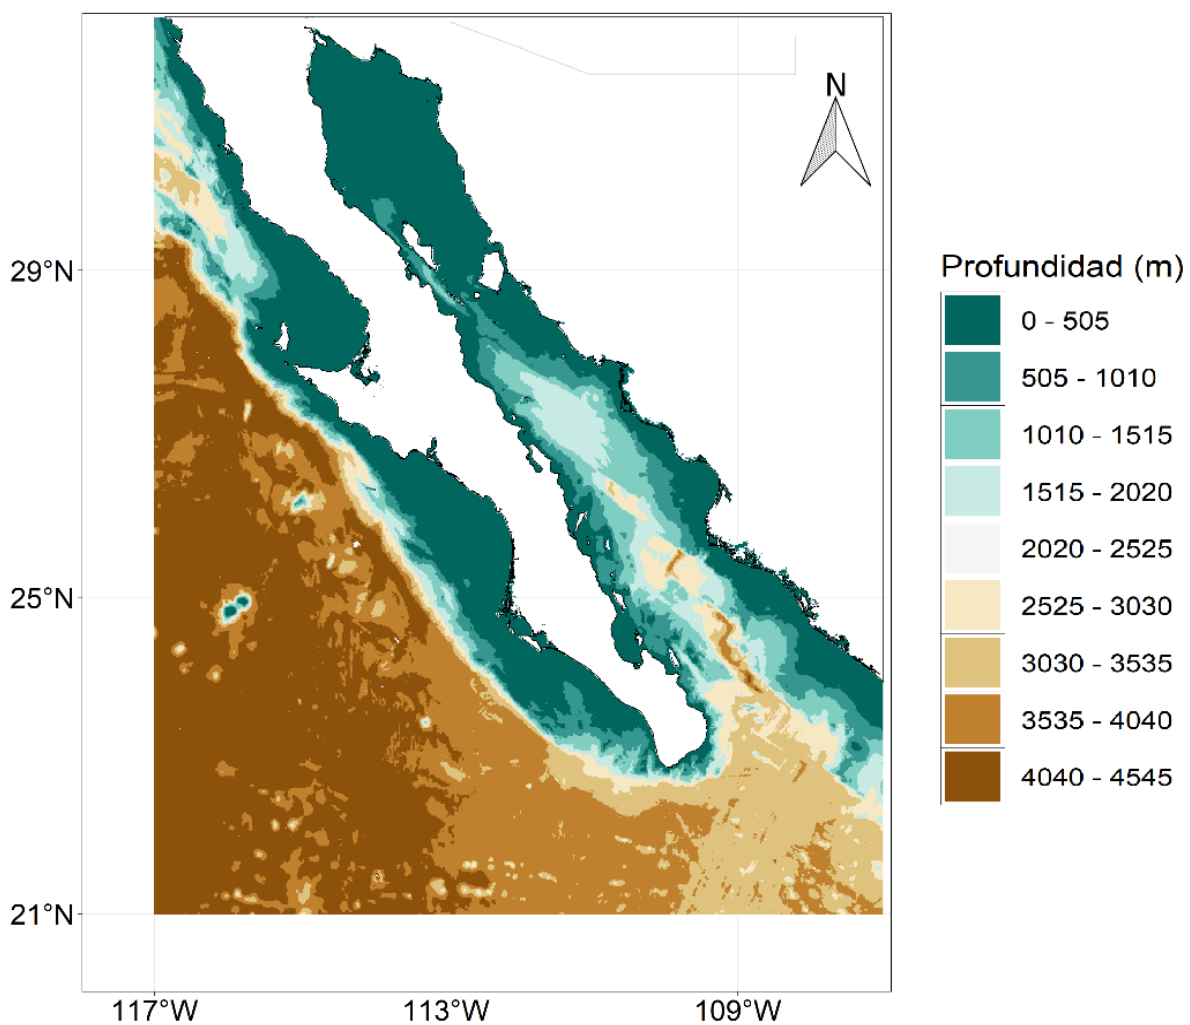 N
29°N
25°N
21°N
117°W
113°W
109°W
Profundidad (m)
0 - 505
505 - 1010
1010 - 1515
1515 - 2020
2020 - 2525
2525 - 3030
3030 - 3535
3535 - 4040
4040 - 4545